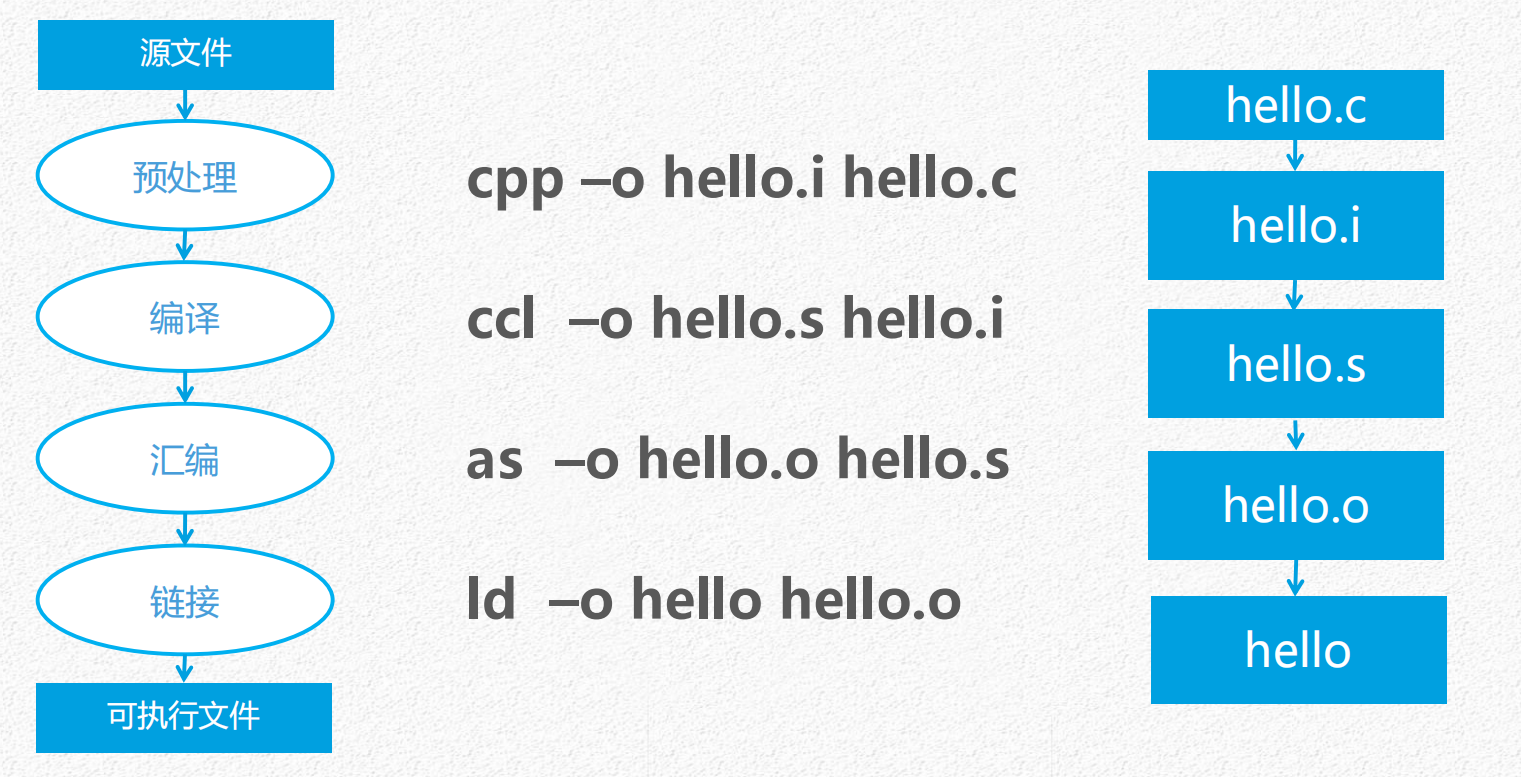 源文件
预处理
编译
汇编
链接
可执行文件
cpp –o hello.i hello.c
ccl –o hello.s hello.i
as –o hello.o hello.s
ld –o hello hello.o
hello.c
hello.i
hello.s
hello.o
hello